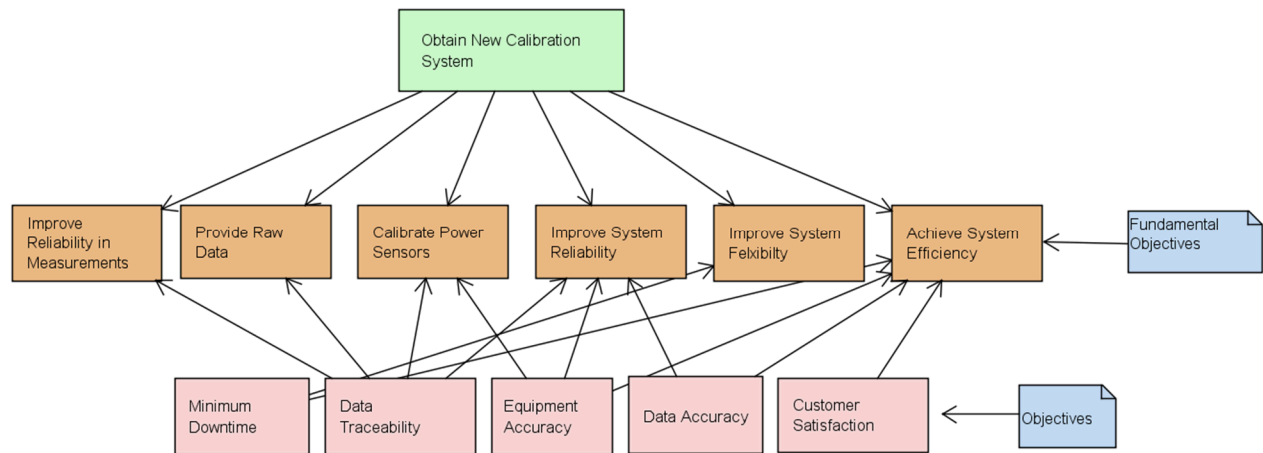 Obtain New Calibration
System
Improve
Reliability in
Measurements
Provide Raw
Data
Calibrate Power
Sensors
Improve System
Reliability
Improve System
Felxibilty
Achieve System
Efficiency
Fundamental
Objectives
Minimum
Downtime
Data
Traceability
Equipment
Accuracy
Data Accuracy
Customer
Satisfaction
Objectives